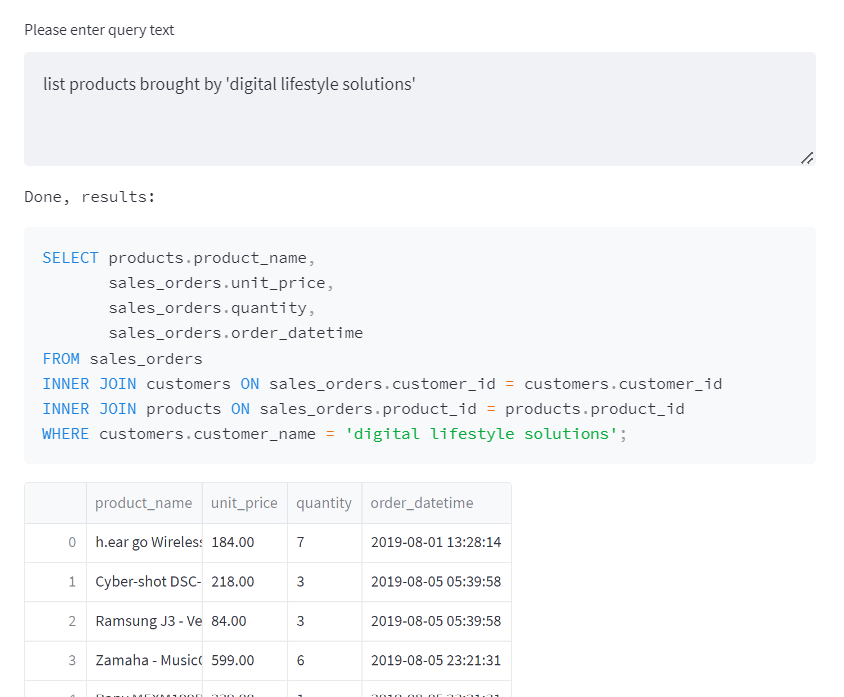 Please enter query text
list products brought by 'digital lifestyle solutions'
Done, results:
SELECT products.product_name,
sales_orders.unit_price,
sales_orders.quantity,
sales_orders.order_datetime
FROM sales_orders
INNER JOIN customers ON sales_orders.customer_id = customers.customer_id
INNER JOIN products ON sales_orders.product_id = products.product_id
WHERE customers.customer_name = 'digital lifestyle solutions';
product_name unit_price quantity order_datetime
0 h.ear go Wireless 184.00 7 2019-08-01 13:28:14
1 Cyber-shot DSC- 218.00 3 2019-08-05 05:39:58
2 Ramsung J3 - Ve 84.00 3 2019-08-05 05:39:58
3 Zamaha - Music 599.00 6 2019-08-05 23:21:31